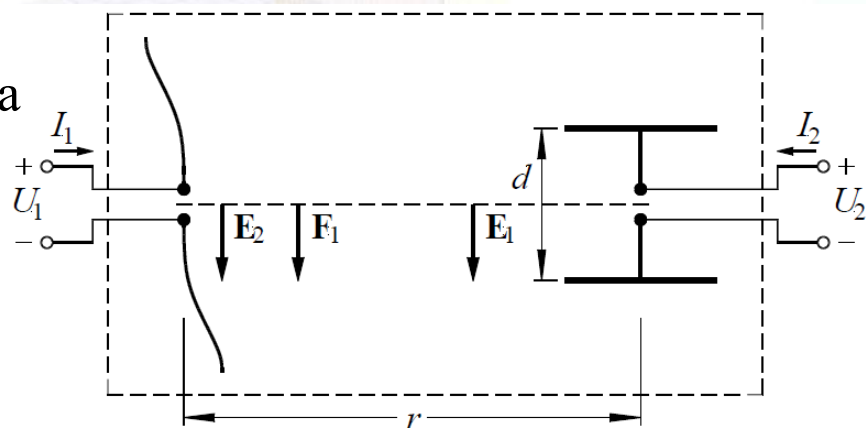 a
I₁
I₂
+
d
+
U₁
U₂
E₂
F₁
E₁
−
−
r